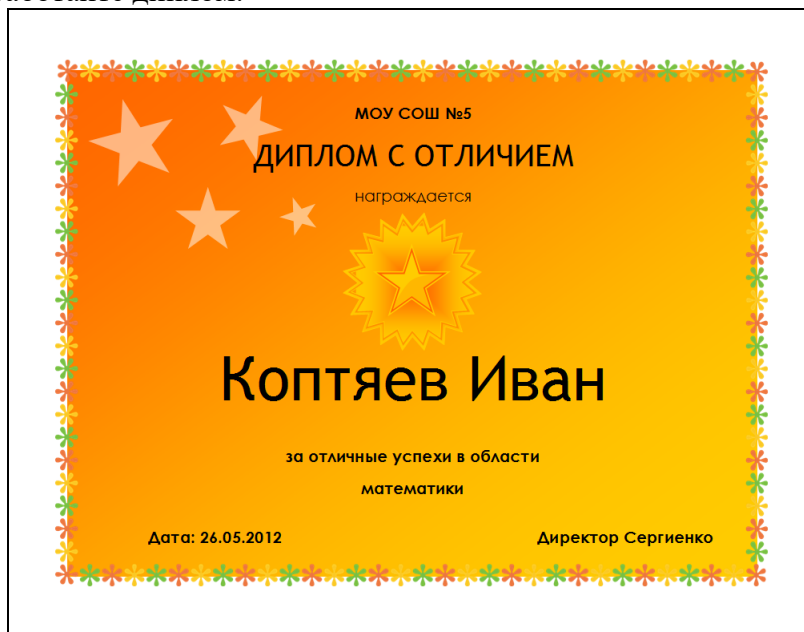 МОУ СОШ №5
ДИПЛОМ С ОТЛИЧИЕМ
награждается
Коптяев Иван
за отличные успехи в области
математики
Дата: 26.05.2012 Директор Сергиенко